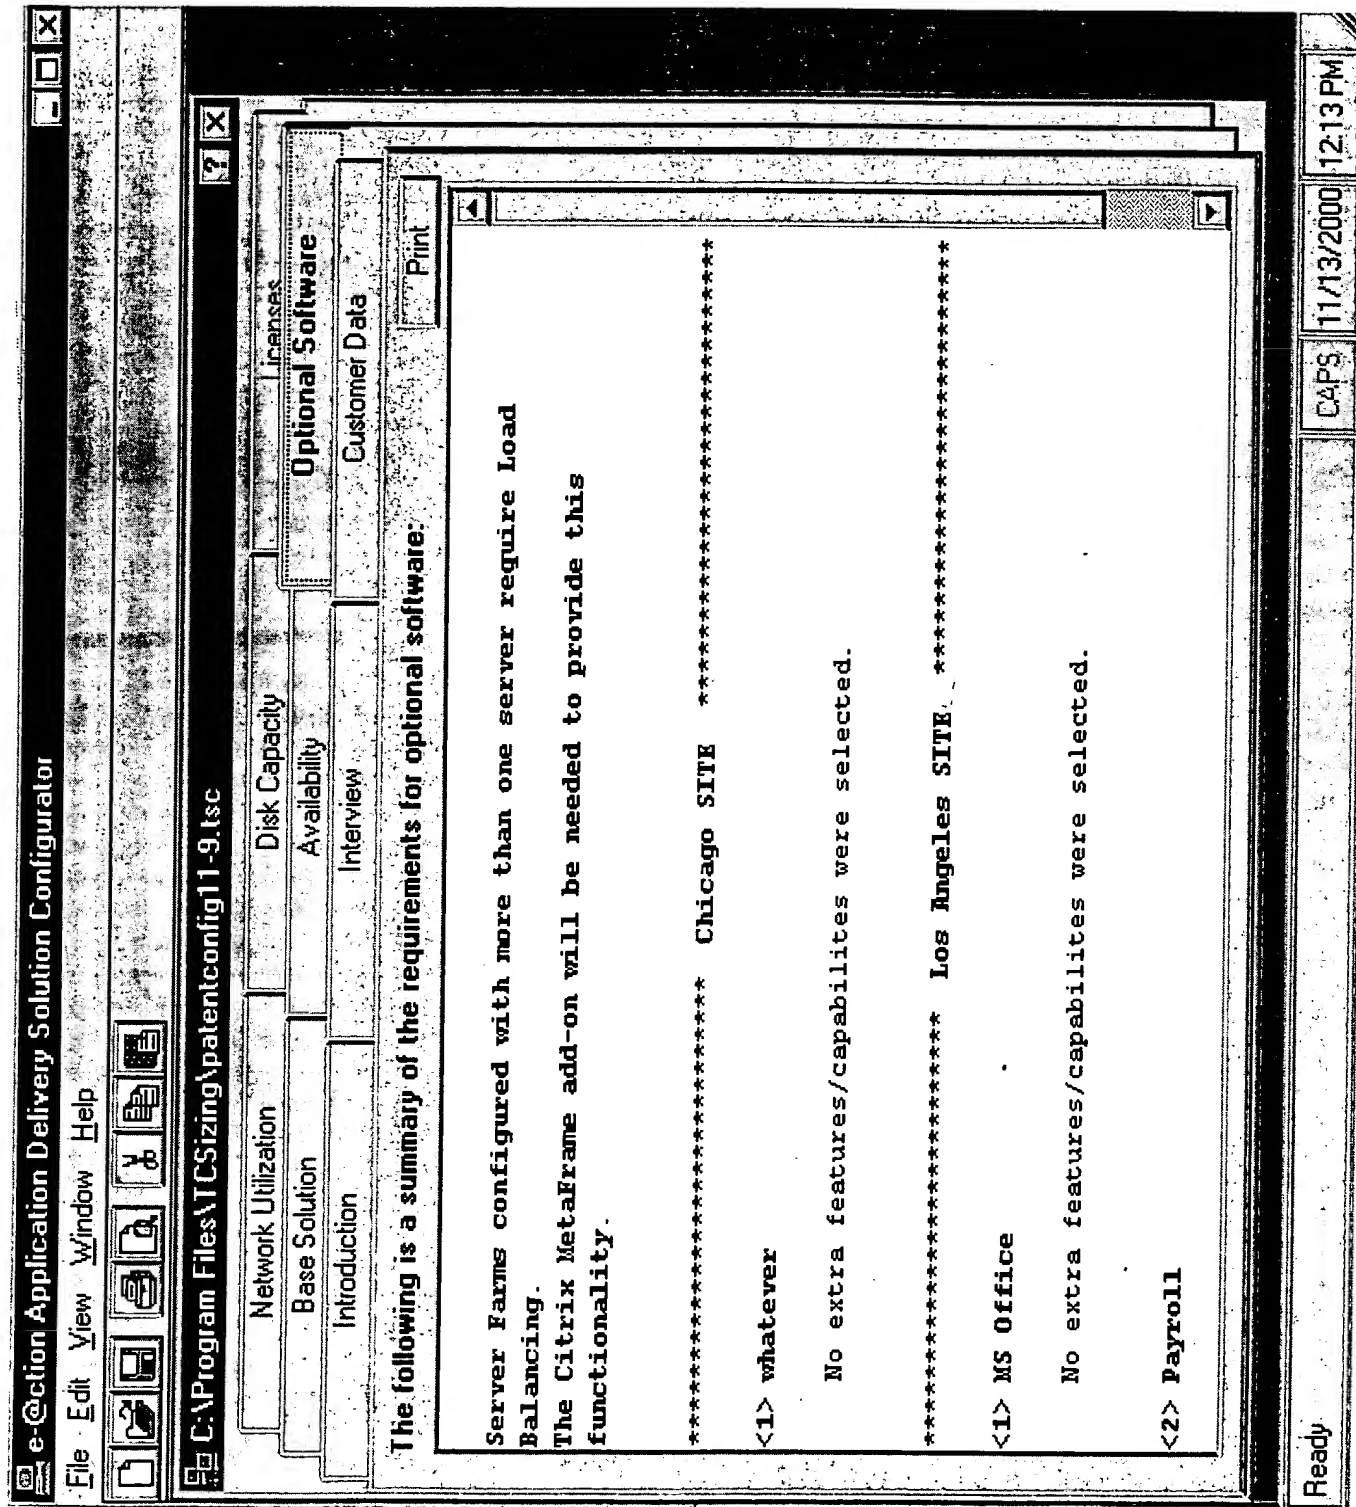 e-@ction Application Delivery Solution Configurator
File Edit View Window Help
C:\Program Files\TCSizing\patentconfig11-9.tsc
Network Utilization Disk Capacity Licenses
Base Solution Availability Optional Software
Introduction Interview Customer Data
The following is a summary of the requirements for optional software:
Print
Server Farms configured with more than one server require Load
Balancing.
The Citrix MetaFrame add-on will be needed to provide this
functionality.
******************************** Chicago SITE ********************************
<1> whatever
No extra features/capabilites were selected.
****************************** Los Angeles SITE ******************************
<1> MS Office
No extra features/capabilites were selected.
<2> Payroll
Ready CAPS 11/13/2000 12:13 PM